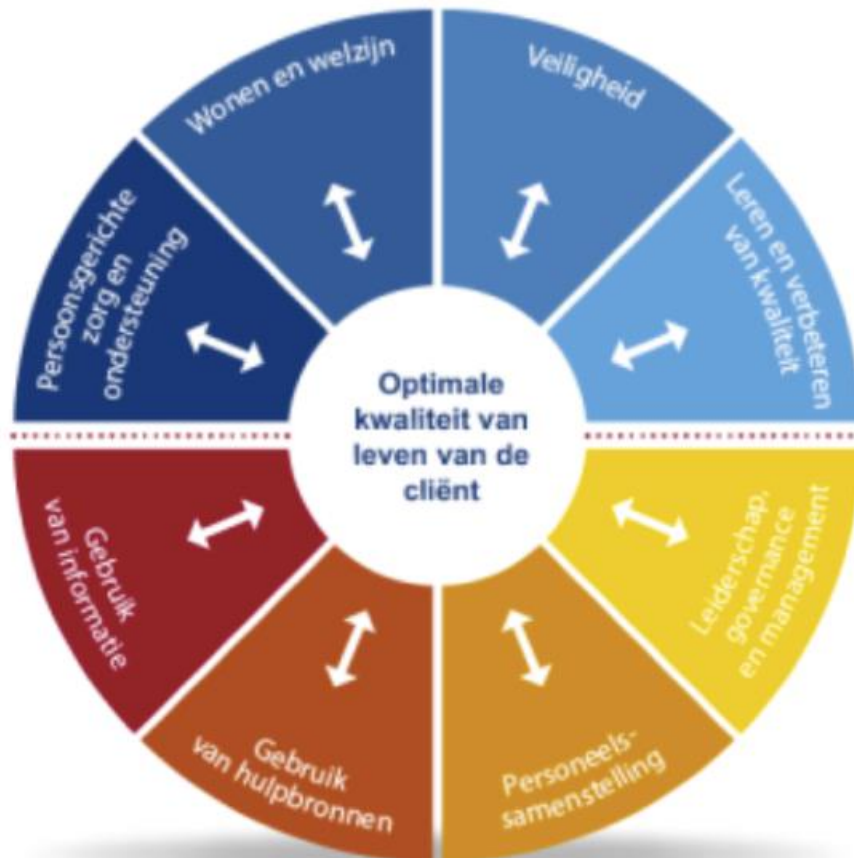 Wonen en welzijn
Veiligheid
Leren en verbeteren
van kwaliteit
Leiderschap,
governance
en management
Personeels-
samenstelling
Gebruik
van hulpbronnen
Gebruik
van informatie
Persoonsgerichte
zorg en
ondersteuning
Optimale
kwaliteit van
leven van de
cliënt